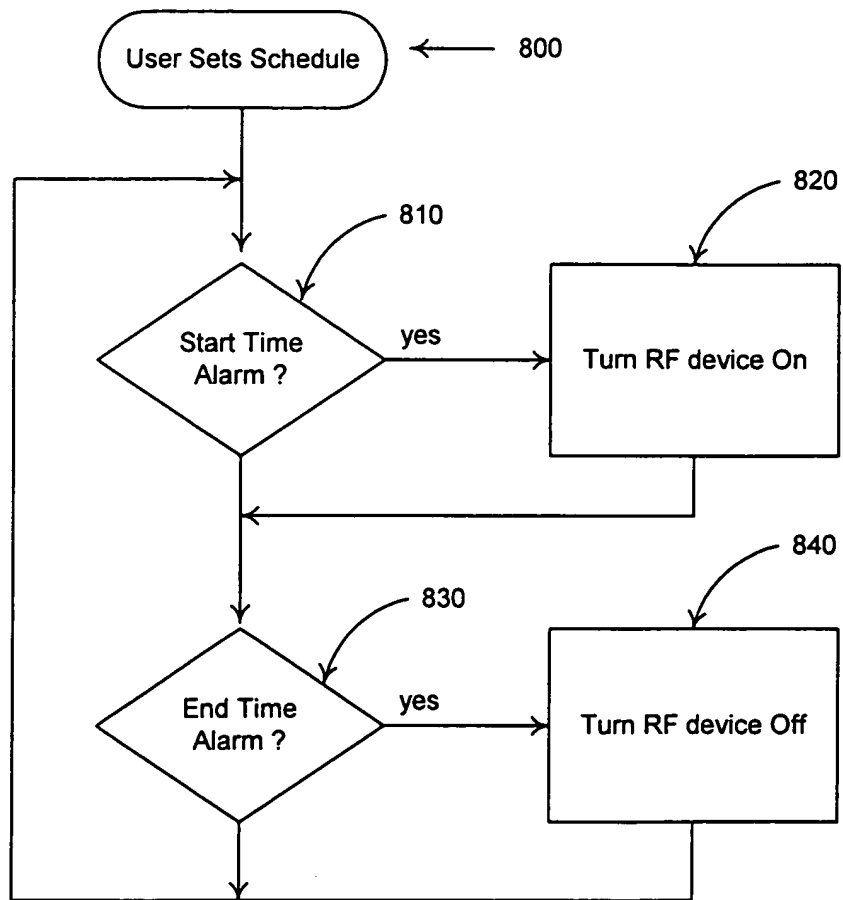 User Sets Schedule
800
820
810
Start Time
Alarm ?
yes
Turn RF device On
840
830
End Time
Alarm ?
yes
Turn RF device Off